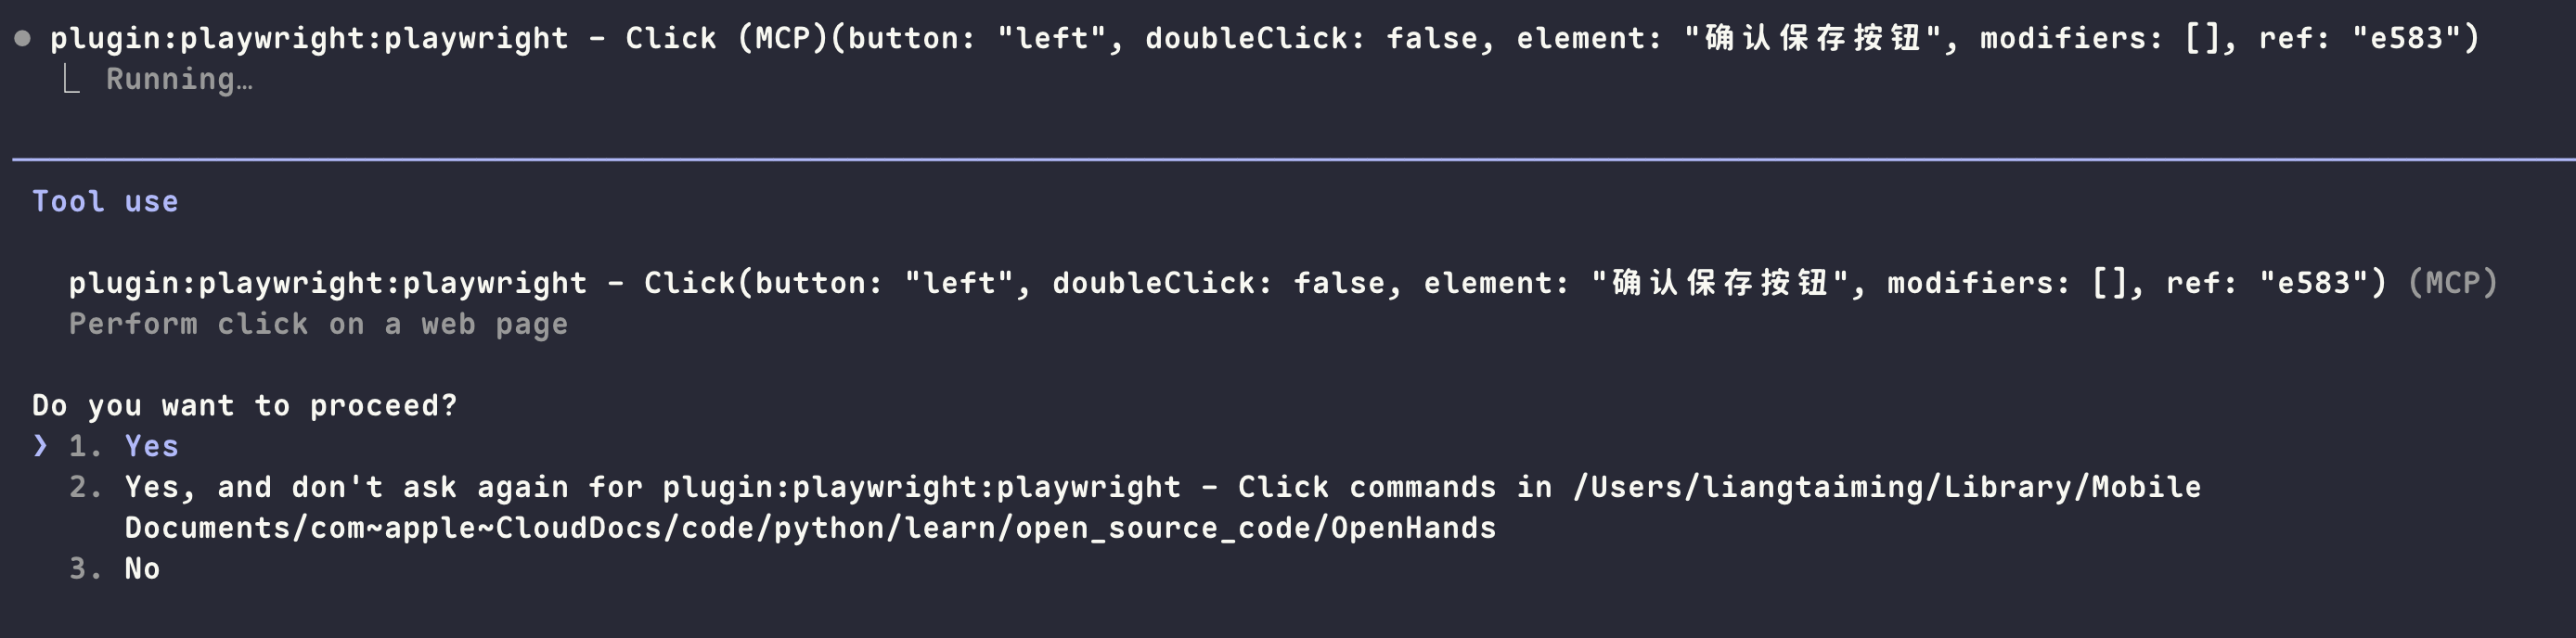 ● plugin:playwright:playwright - Click (MCP)(button: "left", doubleClick: false, element: "确认保存按钮", modifiers: [], ref: "e583")
⎿ Running…
Tool use
plugin:playwright:playwright - Click(button: "left", doubleClick: false, element: "确认保存按钮", modifiers: [], ref: "e583") (MCP)
Perform click on a web page
Do you want to proceed?
❯ 1. Yes
2. Yes, and don't ask again for plugin:playwright:playwright - Click commands in /Users/liangtaiming/Library/Mobile
Documents/com~apple~CloudDocs/code/python/learn/open_source_code/OpenHands
3. No